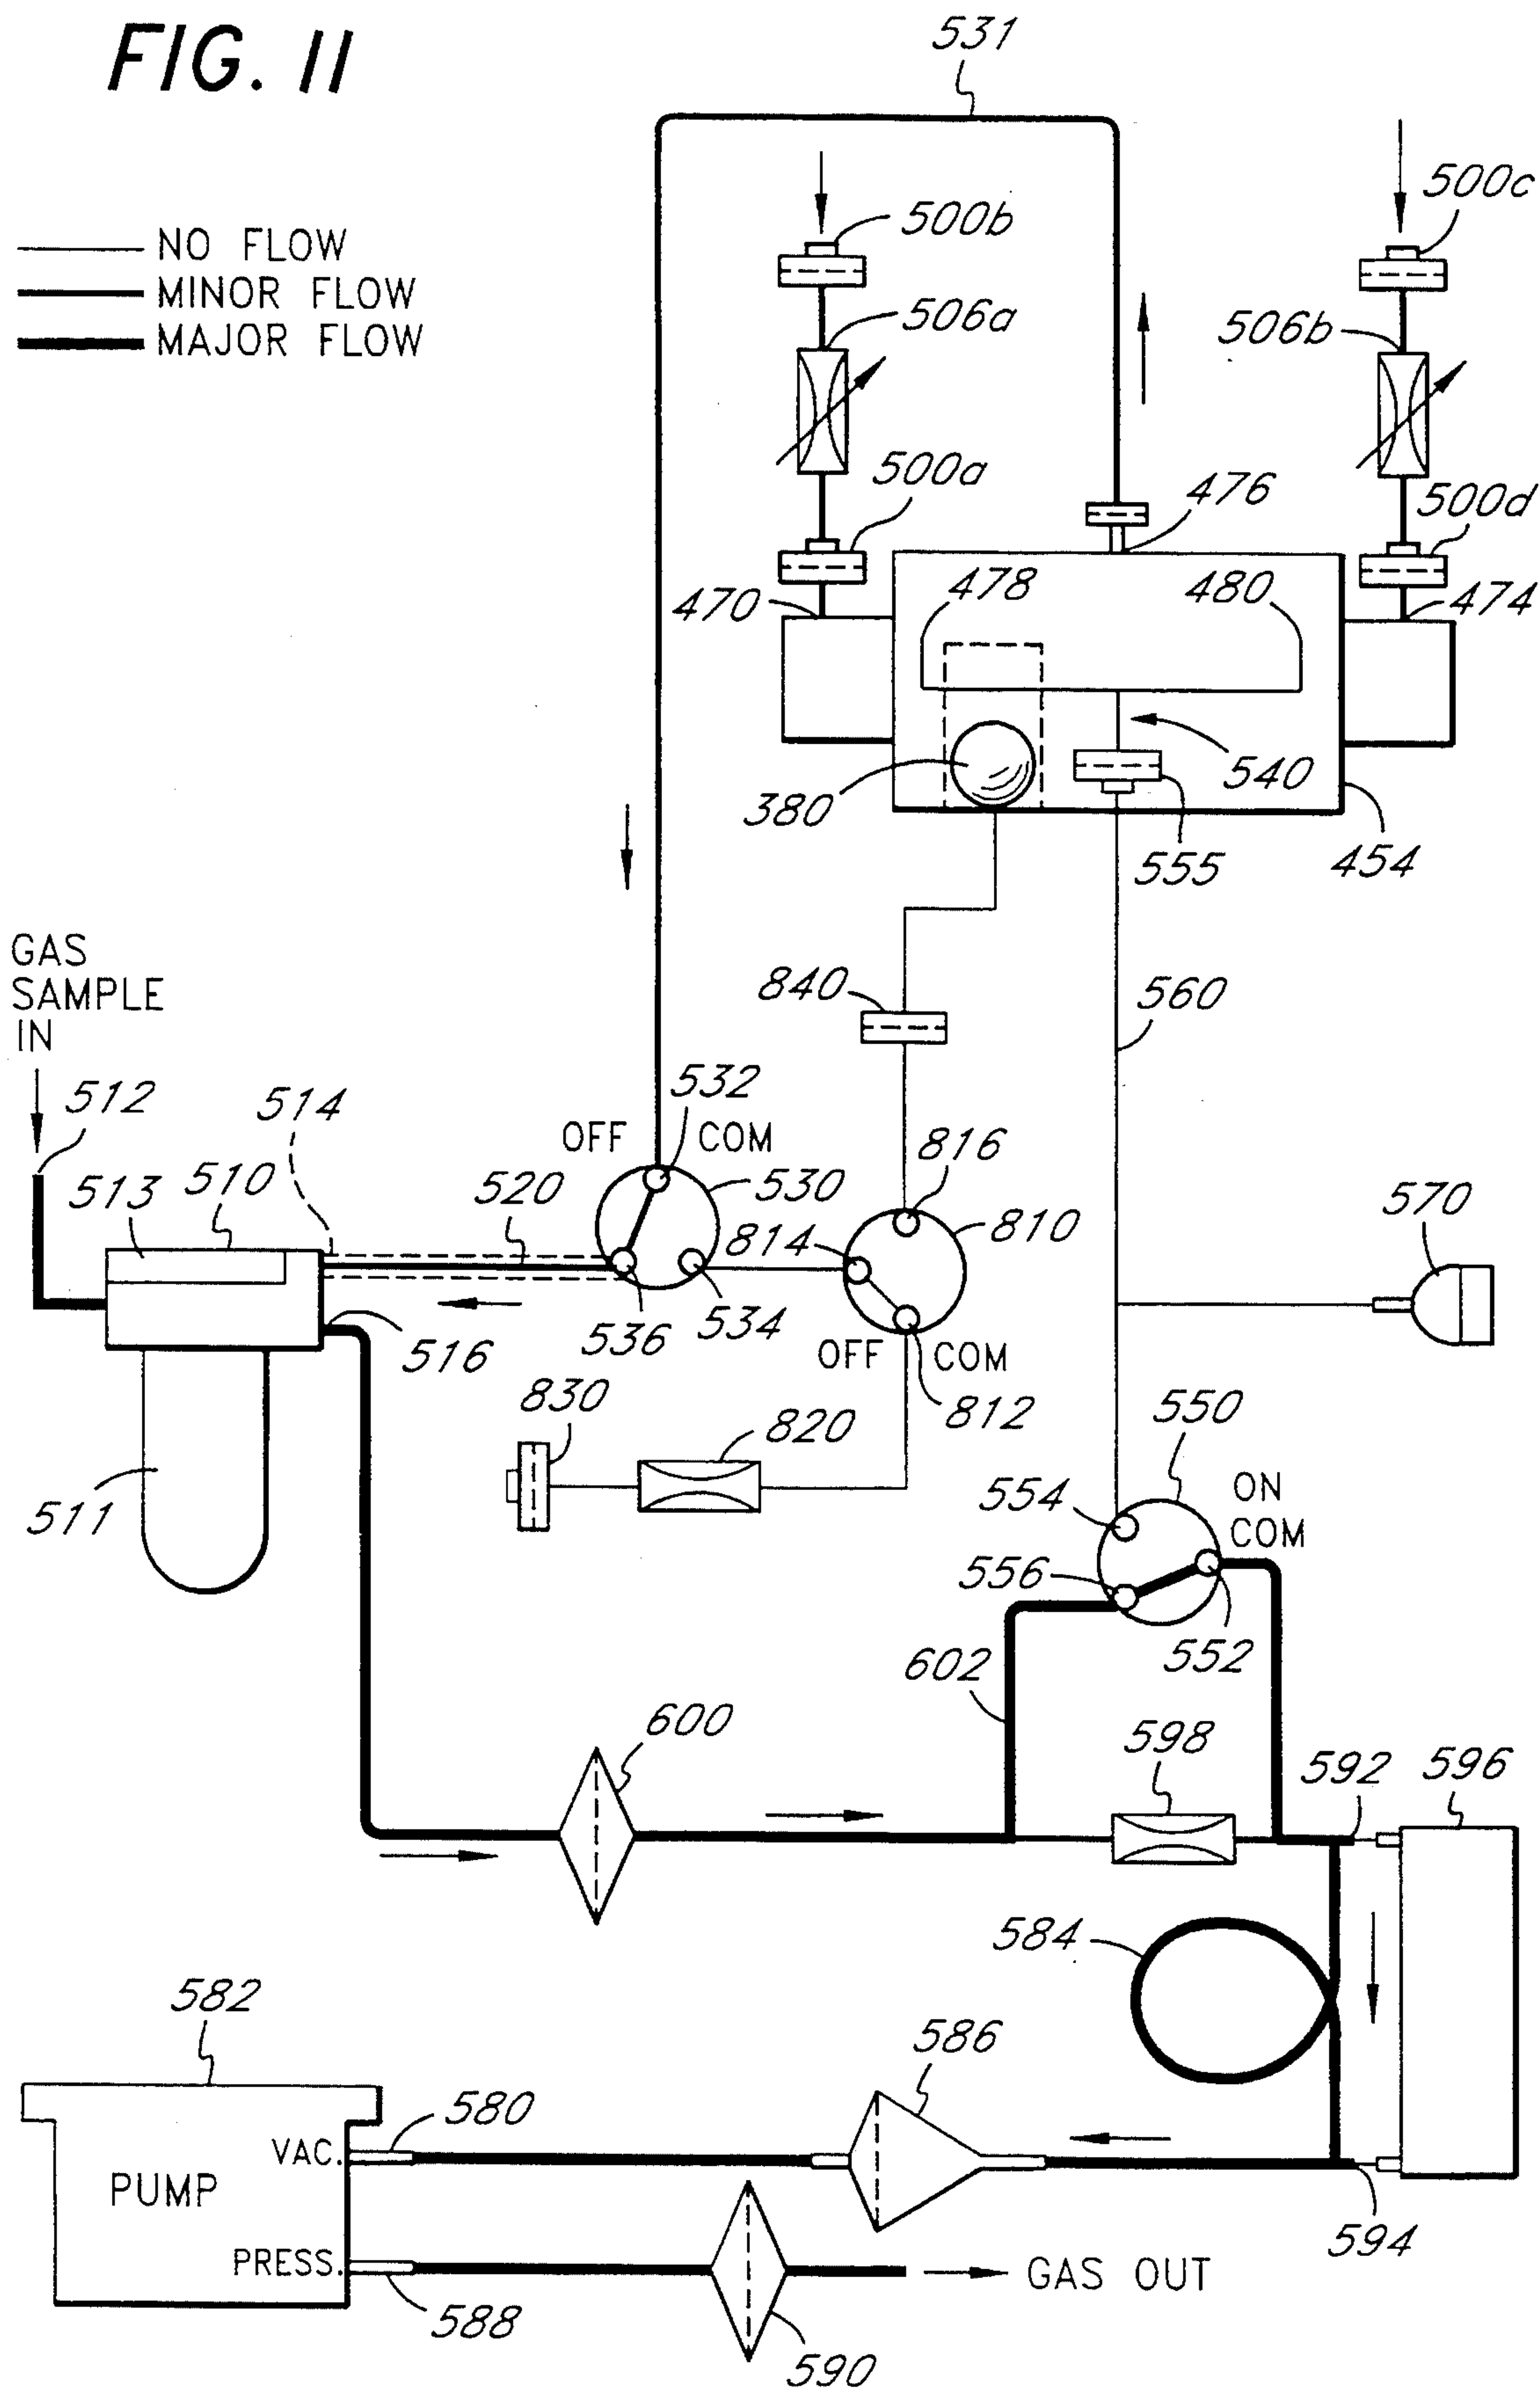 FIG. 11
531
500c
500b
NO FLOW
MINOR FLOW
MAJOR FLOW
506a
506b
500a
476
500d
470
478
480
474
380
540
555
454
GAS
SAMPLE
IN
840
560
512
514
532
OFF COM
816
513
510
520
530
814
810
570
536
534
516
OFF COM
812
830
820
550
511
554
ON
COM
556
552
602
600
598
592
596
584
582
586
580
VAC.
PUMP
594
PRESS.
GAS OUT
588
590